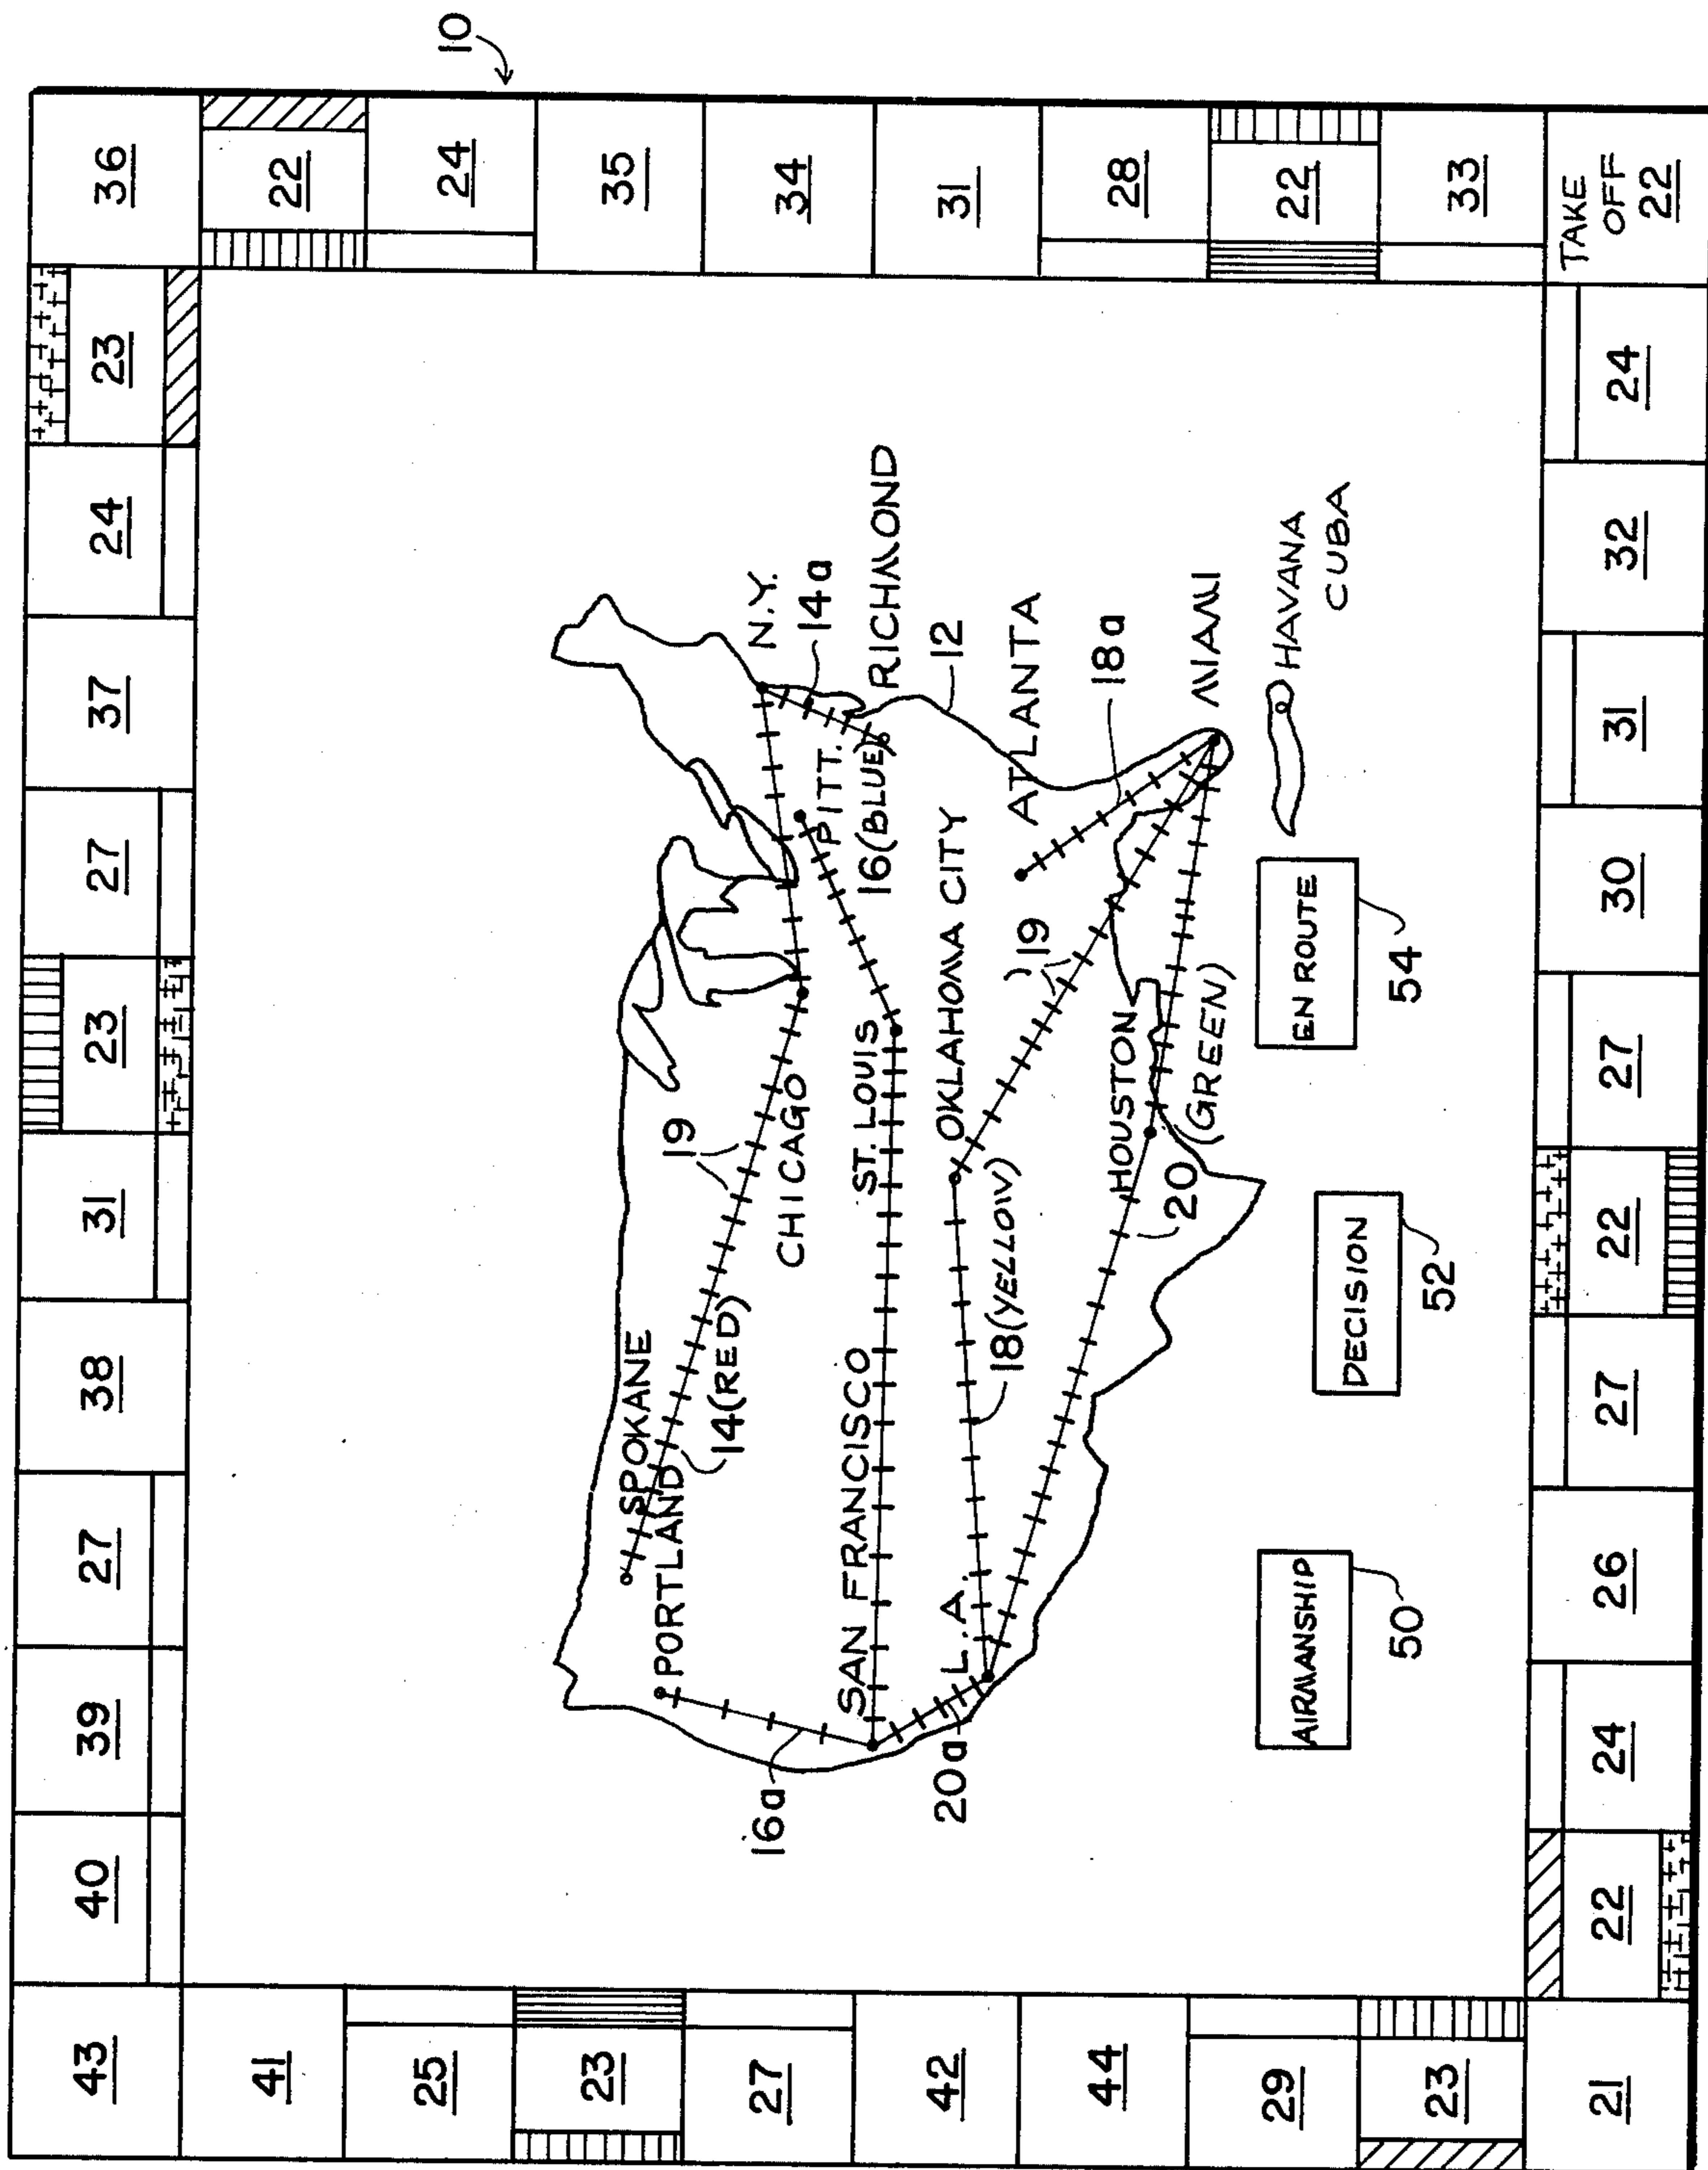 10
43
40
39
27
38
31
23
27
37
24
23
36
41
22
25
24
23
35
27
34
42
31
44
28
29
22
23
33
SPOKANE
PORTLAND
14(RED)
19
CHICAGO
N.Y.
14a
PITT.
16(BLUE)
RICHMOND
16a
SAN FRANCISCO
ST. LOUIS
12
20a
L.A.
18(YELLOW)
OKLAHOMA CITY
19
ATLANTA
18a
HOUSTON
20
(GREEN)
MIAMI
HAVANA
CUBA
AIRMANSHIP
50
DECISION
52
EN ROUTE
54
21
22
24
26
27
22
27
30
31
32
24
TAKE
OFF
22